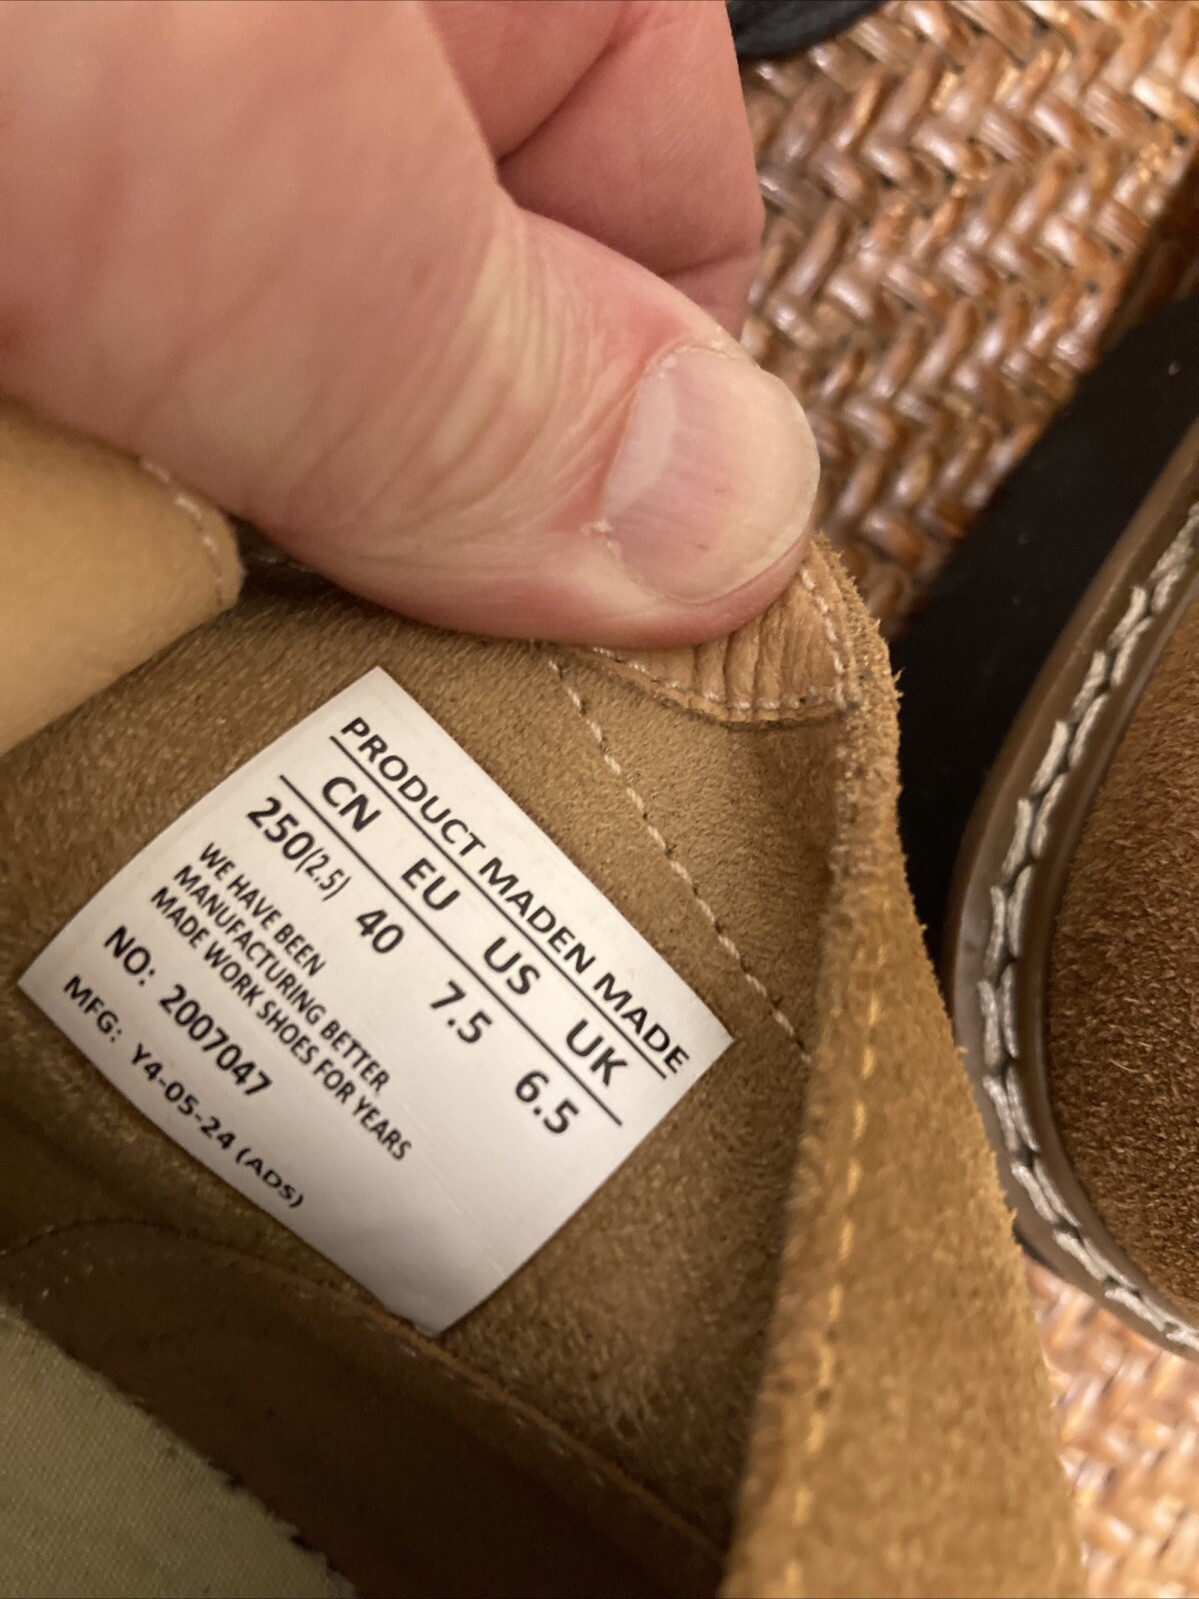 PRODUCT MADEN MADE
CN EU US UK
250(2.5) 40 7.5 6.5
WE HAVE BEEN
MANUFACTURING BETTER
MADE WORK SHOES FOR YEARS
NO: 2007047
MFG: Y4-05-24 (ADS)